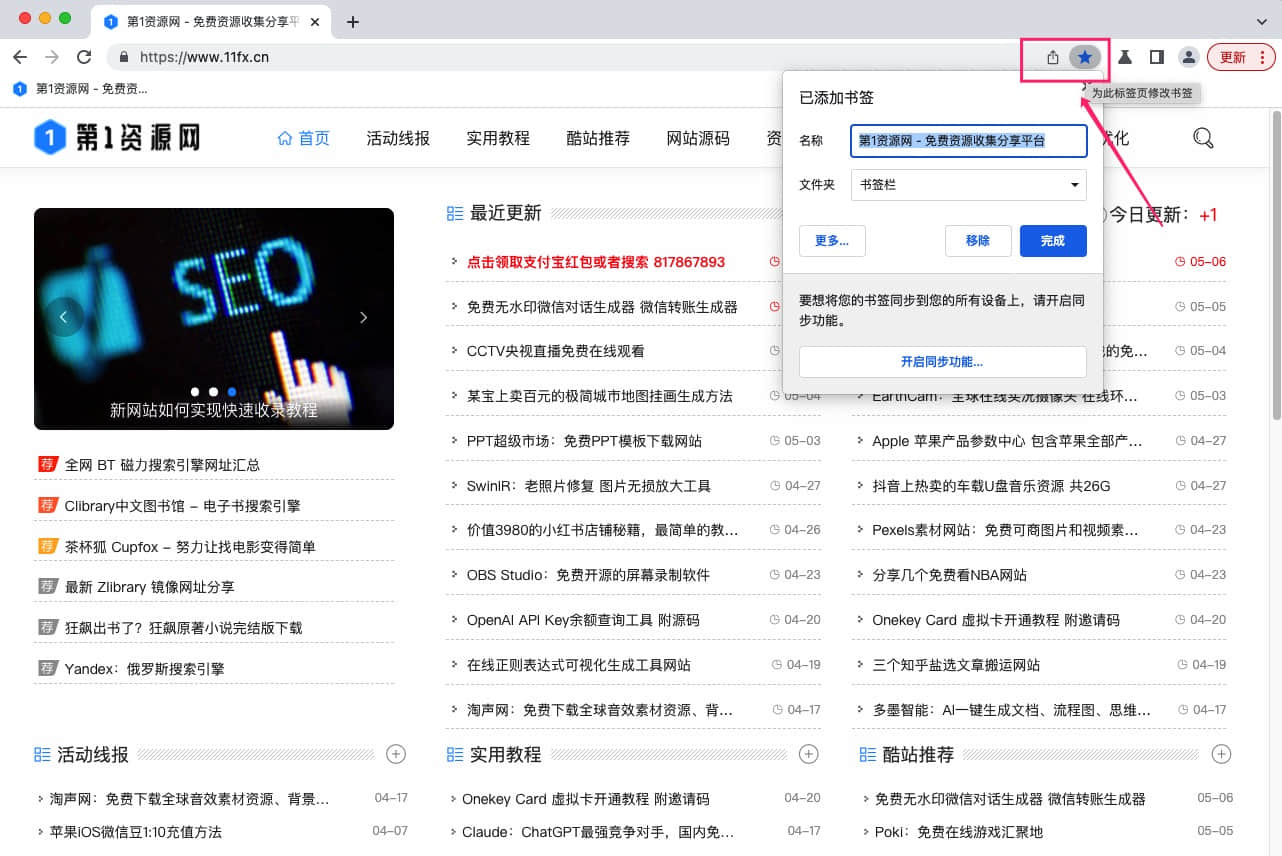 第1资源网 - 免费资源收集分享平
https://www.11fx.cn
更新
第1资源网 - 免费资...
为此标签页修改书签
已添加书签
名称
第1资源网 - 免费资源收集分享平台
文件夹
书签栏
更多...
移除
完成
要想将您的书签同步到您的所有设备上，请开启同
步功能。
开启同步功能...
1 第1资源网
首页
活动线报
实用教程
酷站推荐
网站源码
资
优化
SEO
新网站如何实现快速收录教程
荐 全网 BT 磁力搜索引擎网址汇总
荐 Clibrary中文图书馆 – 电子书搜索引擎
荐 茶杯狐 Cupfox – 努力让找电影变得简单
荐 最新 Zlibrary 镜像网址分享
荐 狂飙出书了？狂飙原著小说完结版下载
荐 Yandex：俄罗斯搜索引擎
最近更新
今日更新：+1
点击领取支付宝红包或者搜索 817867893
05-06
免费无水印微信对话生成器 微信转账生成器
05-05
CCTV央视直播免费在线观看
的免...
05-04
某宝上卖百元的极简城市地图挂画生成方法
05-04
EarthCam：全球在线实况摄像头 在线环...
05-03
PPT超级市场：免费PPT模板下载网站
05-03
Apple 苹果产品参数中心 包含苹果全部产...
04-27
SwinIR：老照片修复 图片无损放大工具
04-27
抖音上热卖的车载U盘音乐资源 共26G
04-27
价值3980的小红书店铺秘籍，最简单的教...
04-26
Pexels素材网站：免费可商图片和视频素...
04-23
OBS Studio：免费开源的屏幕录制软件
04-23
分享几个免费看NBA网站
04-23
OpenAI API Key余额查询工具 附源码
04-20
Onekey Card 虚拟卡开通教程 附邀请码
04-20
在线正则表达式可视化生成工具网站
04-19
三个知乎盐选文章搬运网站
04-19
淘声网：免费下载全球音效素材资源、背...
04-17
多墨智能：AI一键生成文档、流程图、思维...
04-17
活动线报
淘声网：免费下载全球音效素材资源、背景...
04-17
苹果iOS微信豆1:10充值方法
04-07
实用教程
Onekey Card 虚拟卡开通教程 附邀请码
04-20
Claude：ChatGPT最强竞争对手，国内免...
04-17
酷站推荐
免费无水印微信对话生成器 微信转账生成器
05-06
Poki：免费在线游戏汇聚地
05-05